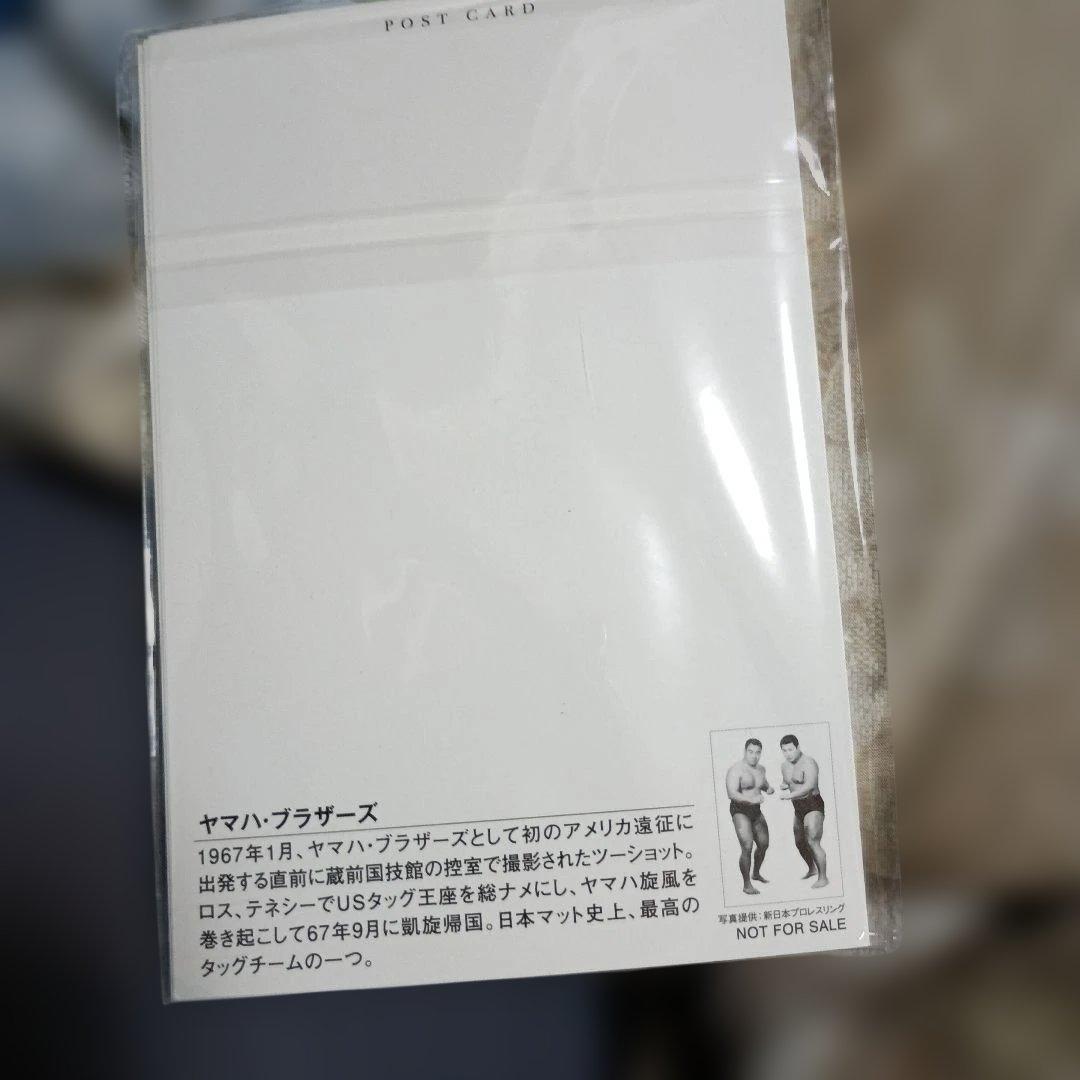 POST CARD
ヤマハ・ブラザーズ
1967年1月、ヤマハ・ブラザーズとして初のアメリカ遠征に
出発する直前に蔵前国技館の控室で撮影されたツーショット。
ロス、テネシーでUSタッグ王座を総ナメにし、ヤマハ旋風を
巻き起こして67年9月に凱旋帰国。日本マット史上、最高の
タッグチームの一つ。
写真提供：新日本プロレスリング
NOT FOR SALE